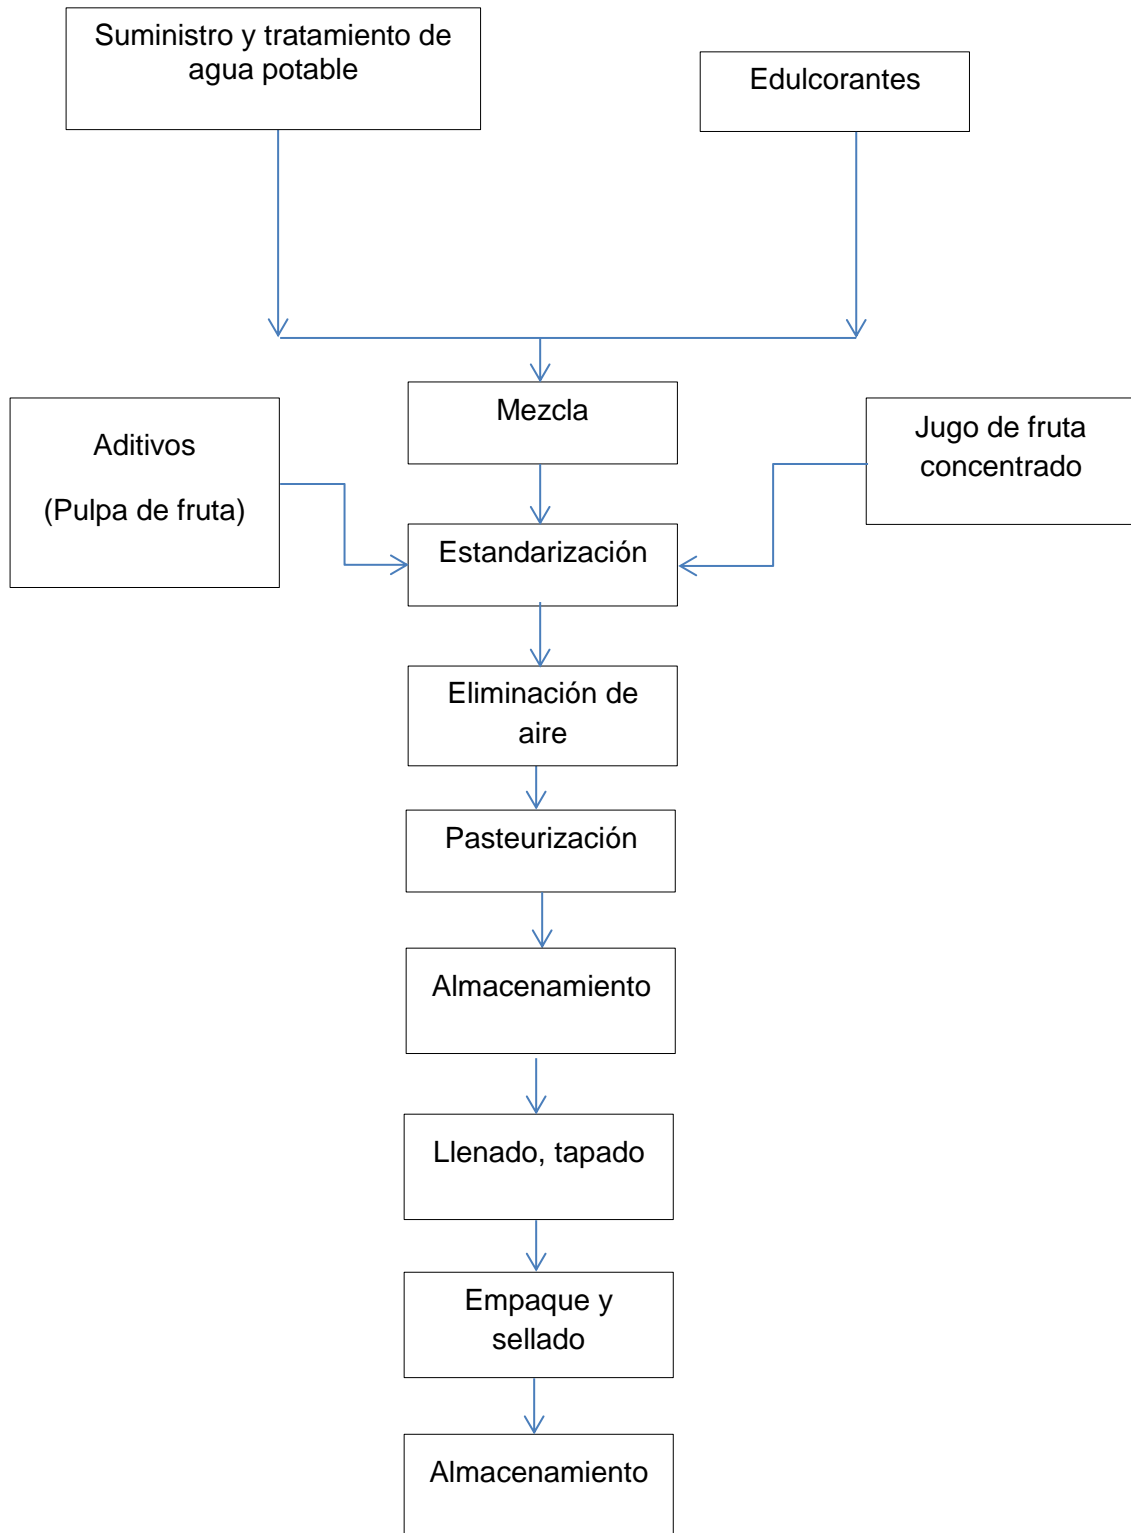 Suministro y tratamiento de
agua potable
Edulcorantes
Mezcla
Aditivos
(Pulpa de fruta)
Jugo de fruta
concentrado
Estandarización
Eliminación de
aire
Pasteurización
Almacenamiento
Llenado, tapado
Empaque y
sellado
Almacenamiento